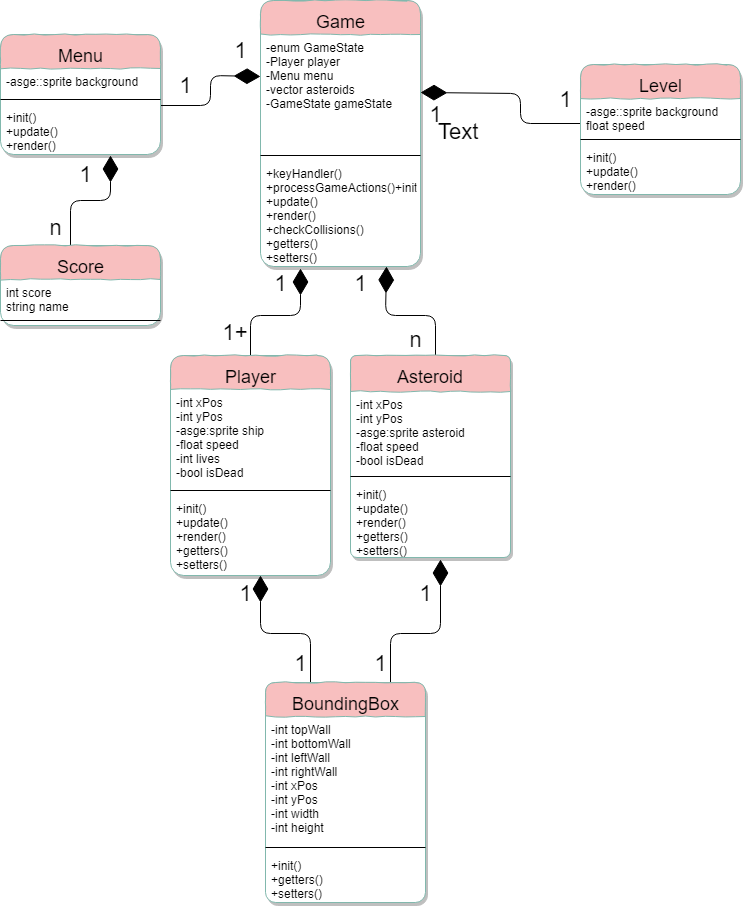 Menu
-asge::sprite background
+init()
+update()
+render()
1
1
Game
-enum GameState
-Player player
-Menu menu
-vector asteroids
-GameState gameState
+keyHandler()
+processGameActions()+init
+update()
+render()
+checkCollisions()
+getters()
+setters()
1
Text
1
Level
-asge::sprite background
float speed
+init()
+update()
+render()
1
n
Score
int score
string name
1
1+
1
n
Player
-int xPos
-int yPos
-asge:sprite ship
-float speed
-int lives
-bool isDead
+init()
+update()
+render()
+getters()
+setters()
Asteroid
-int xPos
-int yPos
-asge:sprite asteroid
-float speed
-bool isDead
+init()
+update()
+render()
+getters()
+setters()
1
1
1
1
BoundingBox
-int topWall
-int bottomWall
-int leftWall
-int rightWall
-int xPos
-int yPos
-int width
-int height
+init()
+getters()
+setters()